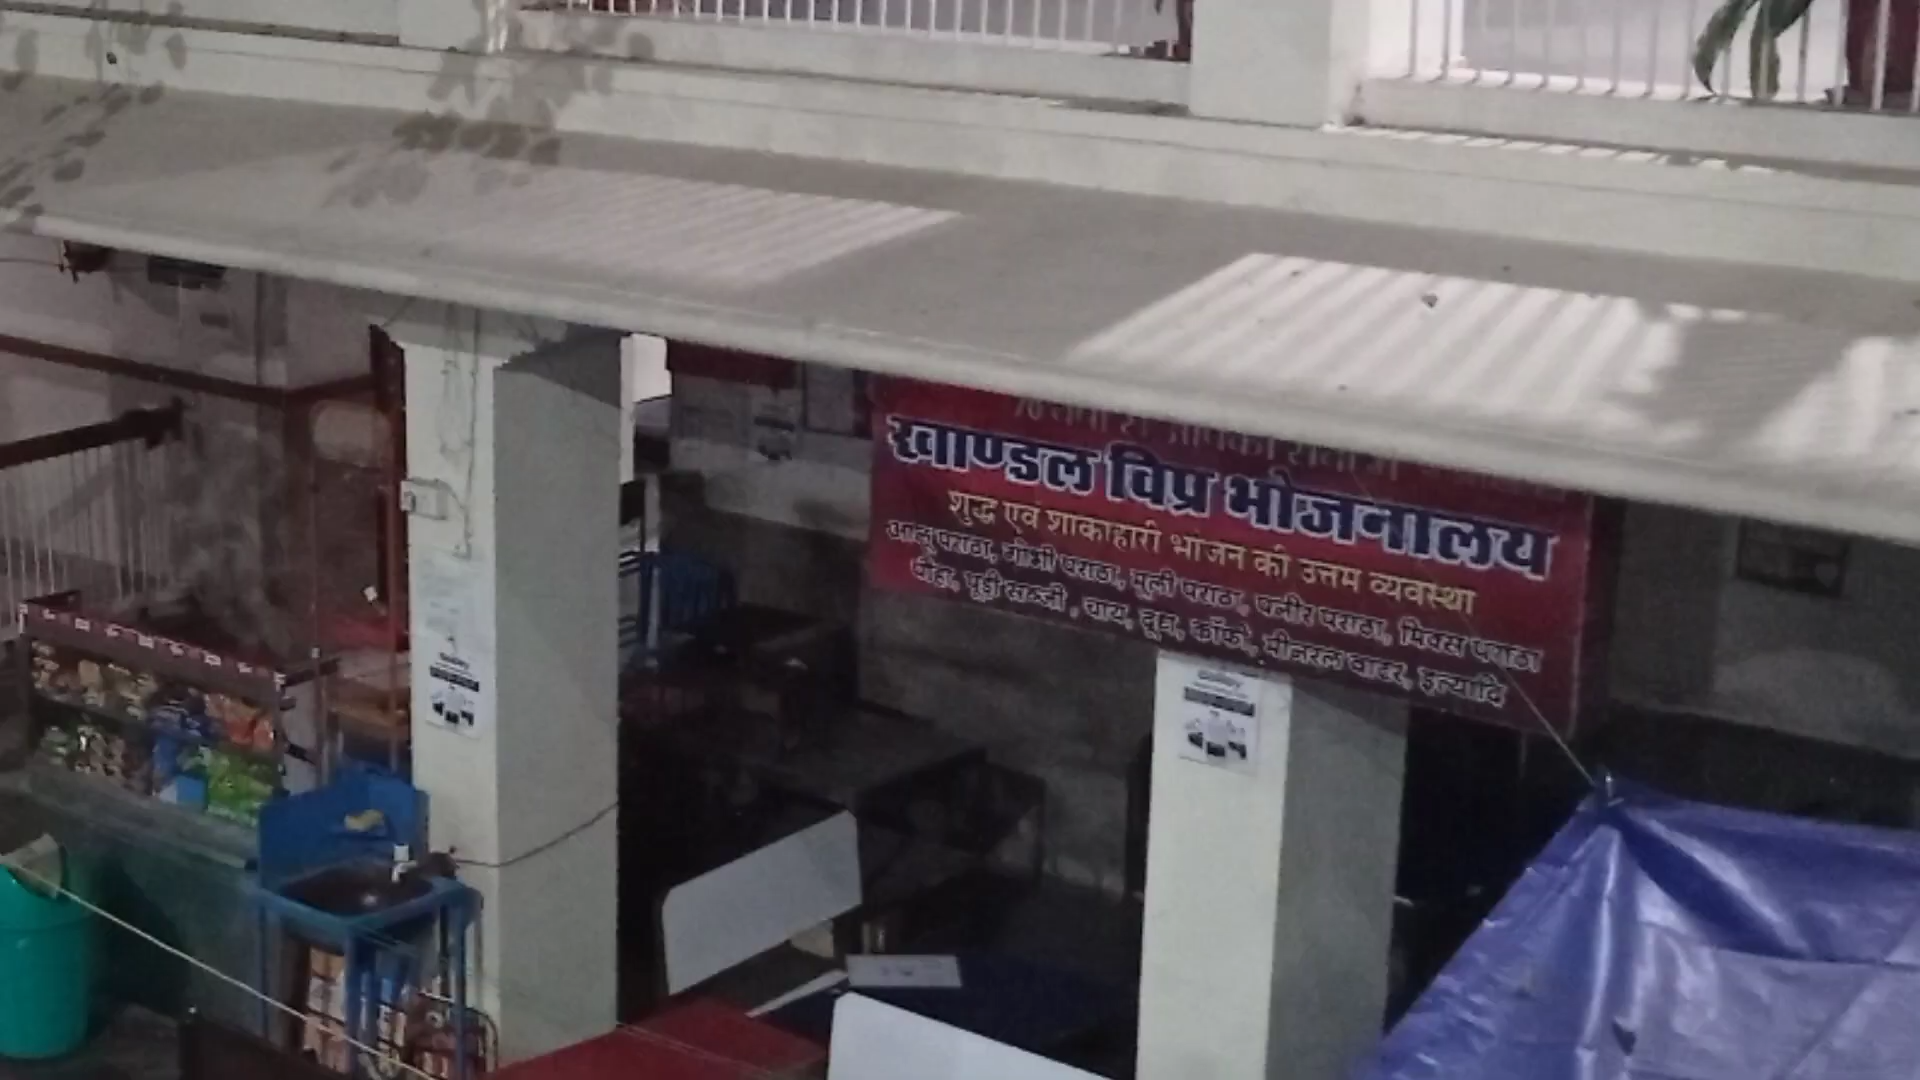 खाण्डल विप्र भोजनालय
शुद्ध एवं शाकाहारी भोजन की उत्तम व्यवस्था
आलू पराठा, गोभी पराठा, मूली पराठा, पनीर पराठा, मिक्स पराठा
पोहा, पूड़ी सब्जी, चाय, दूध, कॉफी, मीनरल वाटर, इत्यादि